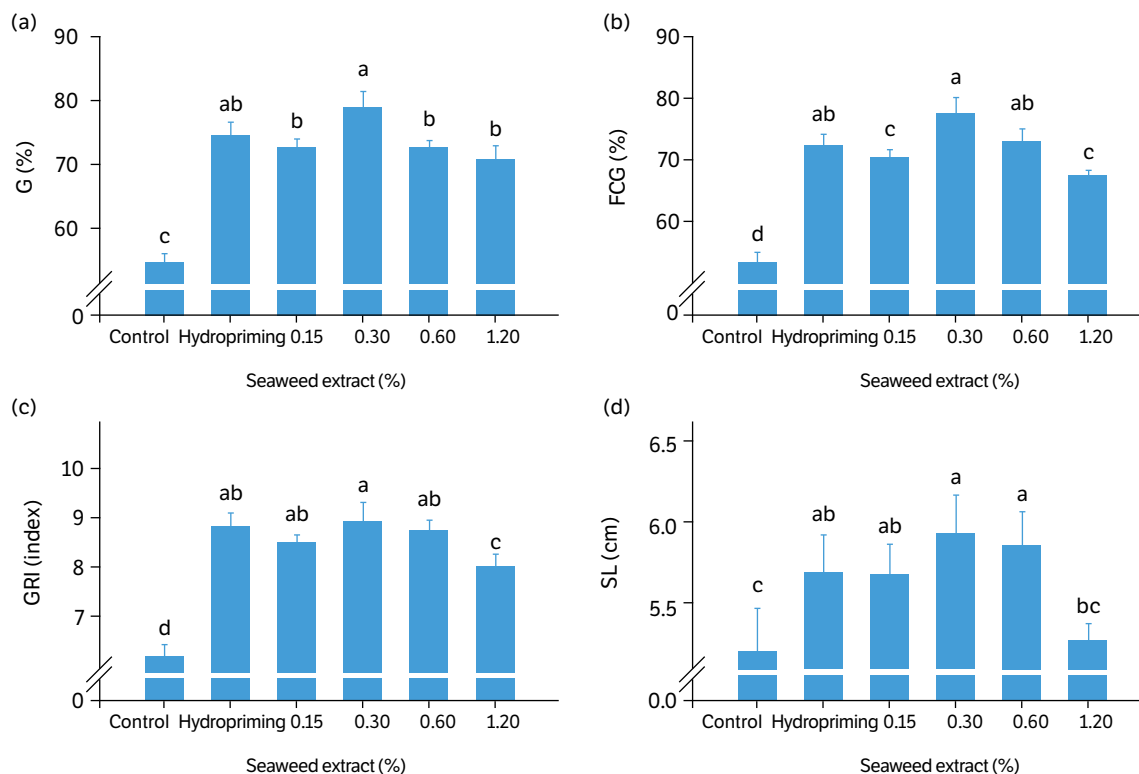 (a)
90
80
70
60
0
G (%)
c
ab
b
a
b
b
Control Hydropriming 0.15 0.30 0.60 1.20
Seaweed extract (%)
(b)
90
80
70
60
0
FCG (%)
d
ab
c
a
ab
c
Control Hydropriming 0.15 0.30 0.60 1.20
Seaweed extract (%)
(c)
10
9
8
7
0
GRI (index)
d
ab
ab
a
ab
c
Control Hydropriming 0.15 0.30 0.60 1.20
Seaweed extract (%)
(d)
6.5
6.0
5.5
0.0
SL (cm)
c
ab
ab
a
a
bc
Control Hydropriming 0.15 0.30 0.60 1.20
Seaweed extract (%)